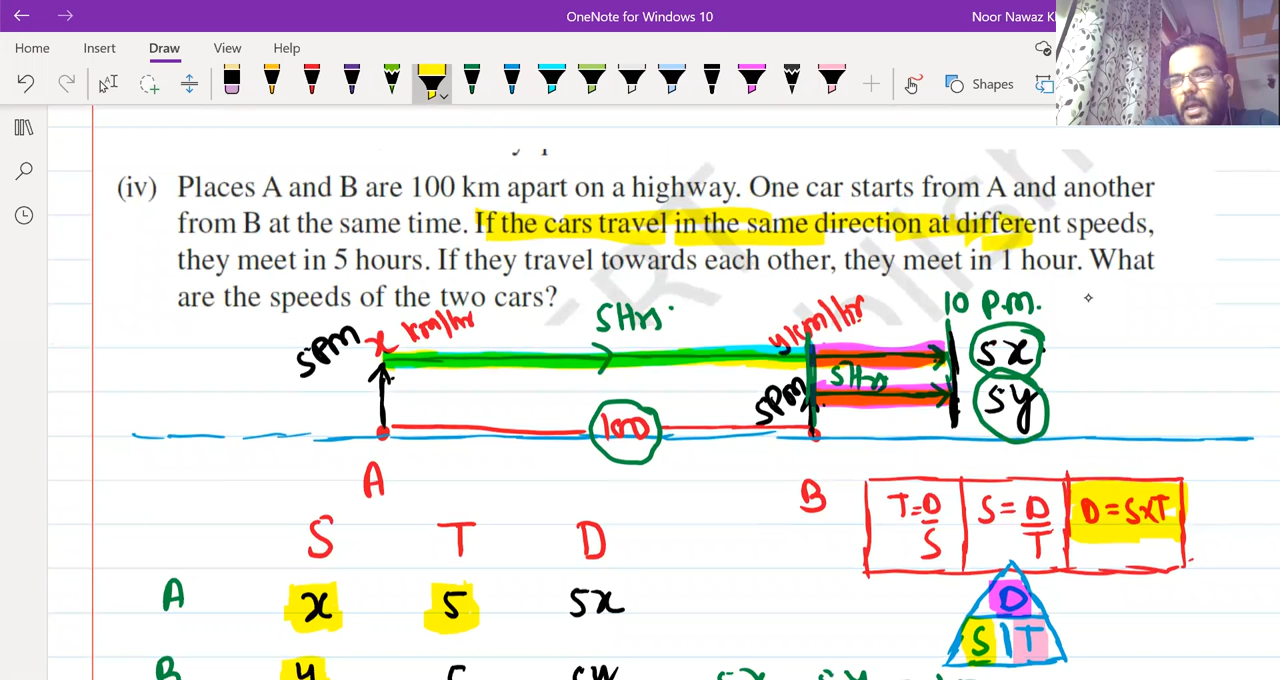 OneNote for Windows 10
Noor Nawaz
Home Insert Draw View Help
Shapes
(iv) Places A and B are 100 km apart on a highway. One car starts from A and another
from B at the same time. If the cars travel in the same direction at different speeds,
they meet in 5 hours. If they travel towards each other, they meet in 1 hour. What
are the speeds of the two cars?
5PM x km/hr 5Hrs. y km/hr 10 P.M.
5x
5PM 5Hrs 5y
100
A B
T=D/S S=D/T D=S×T
S T D
D
A x 5 5x
S T
B y